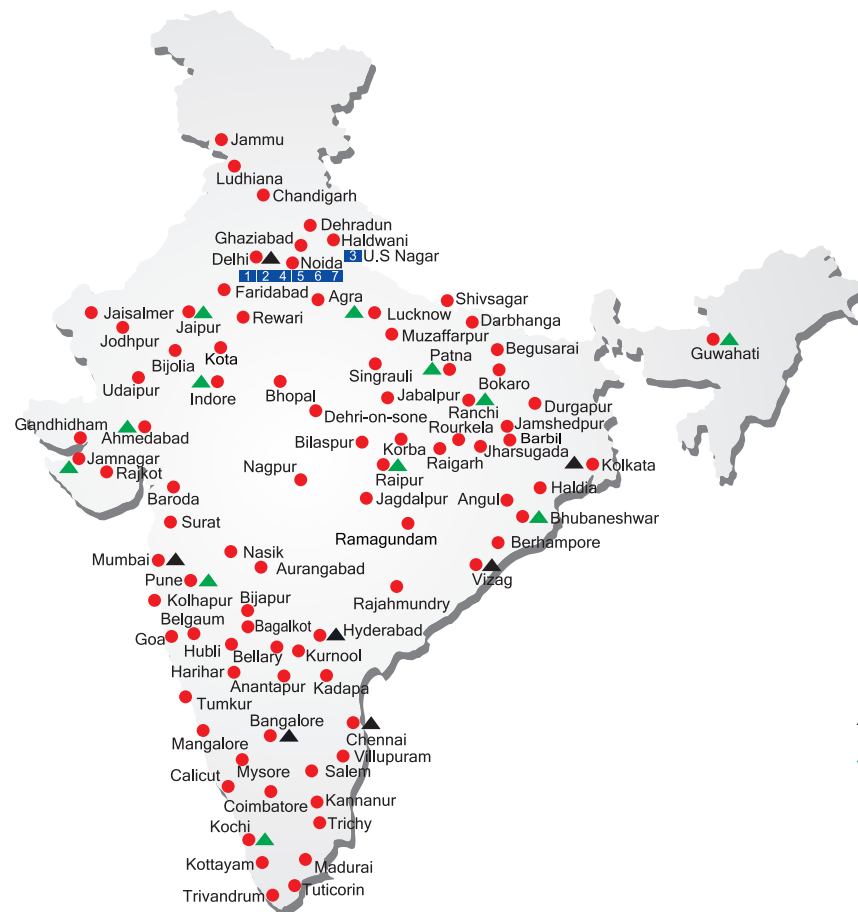 Jammu
Ludhiana
Chandigarh
Dehradun
Ghaziabad
Haldwani
Delhi
Noida
3 U.S Nagar
1 2 4 5 6 7
Faridabad
Agra
Shivsagar
Jaisalmer
Jaipur
Rewari
Lucknow
Darbhanga
Jodhpur
Muzaffarpur
Guwahati
Bijolia
Kota
Patna
Begusarai
Singrauli
Udaipur
Indore
Bhopal
Jabalpur
Bokaro
Ranchi
Durgapur
Dehri-on-sone
Gandhidham
Ahmedabad
Rourkela
Jamshedpur
Bilaspur
Korba
Barbil
Jharsugada
Jamnagar
Raigarh
Kolkata
Rajkot
Nagpur
Raipur
Haldia
Baroda
Jagdalpur
Angul
Surat
Bhubaneshwar
Ramagundam
Berhampore
Mumbai
Nasik
Aurangabad
Vizag
Pune
Kolhapur
Bijapur
Rajahmundry
Belgaum
Bagalkot
Hyderabad
Goa
Hubli
Bellary
Kurnool
Harihar
Anantapur
Kadapa
Tumkur
Bangalore
Mangalore
Chennai
Villupuram
Mysore
Salem
Calicut
Coimbatore
Kannanur
Kochi
Trichy
Kottayam
Madurai
Trivandrum
Tuticorin